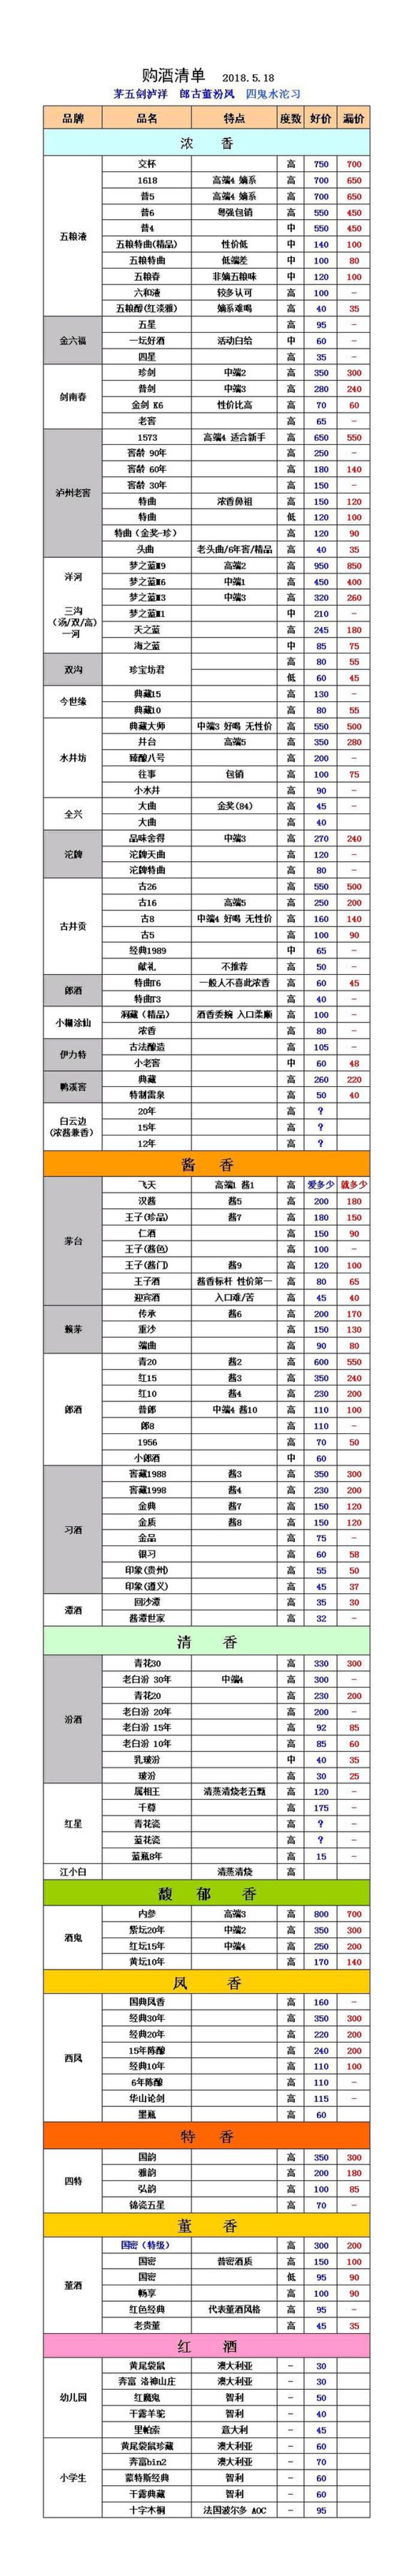 购酒清单 2018.5.18
茅五剑泸洋 郎古董汾凤 四鬼水沱习
品牌 品名 特点 度数 好价 漏价
浓 香
五粮液 交杯 高 750 700
1618 高端4 嫡系 高 700 650
普5 高端4 嫡系 高 700 650
普6 粤强包销 高 550 450
普4 中 550 450
五粮特曲(精品) 性价低 中 140 100
五粮特曲 低端差 中 100 80
五粮春 非嫡五粮味 中 120 100
六和液 较多认可 高 100 -
五粮醇(红淡雅) 嫡系难喝 高 40 35
金六福 五星 高 95 -
一坛好酒 活动白给 中 60 -
四星 高 35 -
剑南春 珍剑 中端2 高 350 300
普剑 中端3 高 280 240
金剑 K6 性价比高 高 70 60
老窖 高 65 -
泸州老窖 1573 高端4 适合新手 高 650 550
窖龄 90年 高 250 -
窖龄 60年 高 180 140
窖龄 30年 高 150 -
特曲 浓香鼻祖 高 150 120
特曲 低 120 100
特曲（金奖-珍） 高 120 90
头曲 老头曲/6年窖/精品 高 40 35
洋河 三沟 (汤/双/高) 一河 梦之蓝M9 高端2 高 950 850
梦之蓝M6 中端1 高 450 400
梦之蓝M3 中端3 高 320 260
梦之蓝M1 中 210 -
天之蓝 高 245 180
海之蓝 中 85 75
双沟 珍宝坊君 高 80 55
低 60 45
今世缘 典藏15 高 130 -
典藏10 高 80 55
水井坊 典藏大师 中端3 好喝 无性价 高 550 500
井台 高端5 高 350 280
臻酿八号 高 200 -
往事 包销 高 100 75
小水井 高 90 -
全兴 大曲 金奖(84) 高 45 -
大曲 高 40
沱牌 品味舍得 中端3 高 270 240
沱牌天曲 高 120 -
沱牌特曲 高 80 -
古井贡 古26 高 550 500
古16 高端5 高 250 200
古8 中端4 好喝 无性价 高 160 140
古5 高 100 90
经典1989 中 65 -
献礼 不推荐 高 50 -
郎酒 特曲T6 一般人不喜此浓香 高 60 45
特曲T3 高 40 -
小糊涂仙 洞藏（精品） 酒香委婉 入口柔顺 高 100 -
浓香 高 80 -
伊力特 古法酿造 高 105 -
小老窖 中 60 48
鸭溪窖 典藏 高 260 220
特制雷泉 高 50 40
白云边 (浓酱兼香) 20年 高 ?
15年 高 ?
12年 高 ?
酱 香
茅台 飞天 高端1 酱1 高 爱多少 就多少
汉酱 酱5 高 200 180
王子(珍品) 酱7 高 180 150
仁酒 高 150 90
王子(酱色) 高 100 -
王子(酱门) 酱9 高 120 100
王子酒 酱香标杆 性价第一 高 80 65
迎宾酒 入口难/苦 高 45 40
赖茅 传承 酱6 高 200 170
重沙 高 150 130
端曲 高 90 80
郎酒 青20 酱2 高 600 550
红15 酱3 高 350 240
红10 酱4 高 230 200
普郎 中端4 酱10 高 110 100
郎8 高 110 -
1956 高 70 50
小郎酒 中 60
习酒 窖藏1988 酱3 高 350 300
窖藏1998 酱4 高 230 200
金典 酱7 高 150 120
金质 酱8 高 150 120
金品 高 75 -
银习 高 60 58
印象(贵州) 高 55 50
印象(遵义) 高 45 37
潭酒 回沙潭 高 35 30
酱潭世家 高 32 -
清 香
汾酒 青花30 高 330 300
老白汾 30年 中端4 高 300 -
青花20 高 230 200
老白汾 20年 高 200 -
老白汾 15年 高 92 85
老白汾 10年 高 85 60
乳玻汾 中 40 35
玻汾 高 30 25
红星 属相王 清蒸清烧老五甑 高 120 -
千尊 高 175 -
青花瓷 高 ? -
蓝花瓷 高 ? -
蓝瓶8年 高 15 -
江小白 清蒸清烧 高
馥 郁 香
酒鬼 内参 高端3 高 800 700
紫坛20年 中端2 高 350 300
红坛15年 中端4 高 250 200
黄坛10年 高 170 140
凤 香
西凤 国典凤香 高 160 -
经典30年 高 350 300
经典20年 高 220 200
15年陈酿 高 240 200
经典10年 高 110 100
6年陈酿 高 110 -
华山论剑 高 115 -
墨瓶 高 60
特 香
四特 国韵 高 350 300
雅韵 高 200 180
弘韵 高 100 85
锦瓷五星 高 70 -
董 香
董酒 国密（特级） 高 300 200
国密 普密酒质 高 150 100
国密 低 95 90
畅享 高 100 90
红色经典 代表董酒风格 高 95 -
老贵董 高 45 35
红 酒
幼儿园 黄尾袋鼠 澳大利亚 - 30
奔富 洛神山庄 澳大利亚 - 30
红魔鬼 智利 - 50
干露羊驼 智利 - 40
里帕索 意大利 - 45
小学生 黄尾袋鼠珍藏 澳大利亚 - 60
奔富bin2 澳大利亚 - 70
蒙特斯经典 智利 - 60
干露典藏 智利 - 60
十字木桐 法国波尔多 AOC - 95